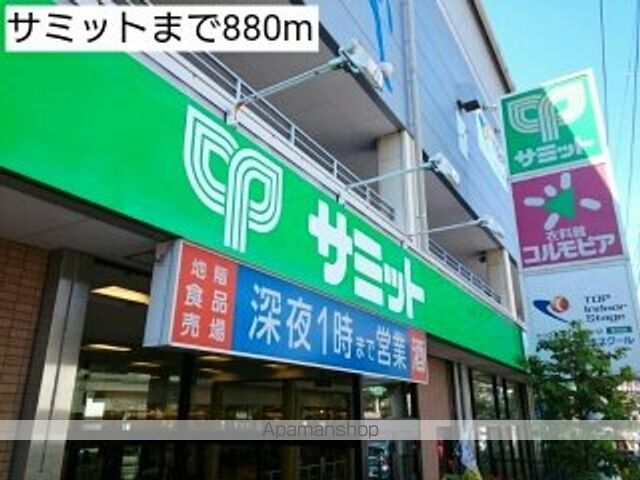 サミットまで880m
サミット
地階
食品
売場
深夜1時まで営業
酒
サミット
衣料館
コルモピア
TOP
Indoor
Stage
Apamanshop